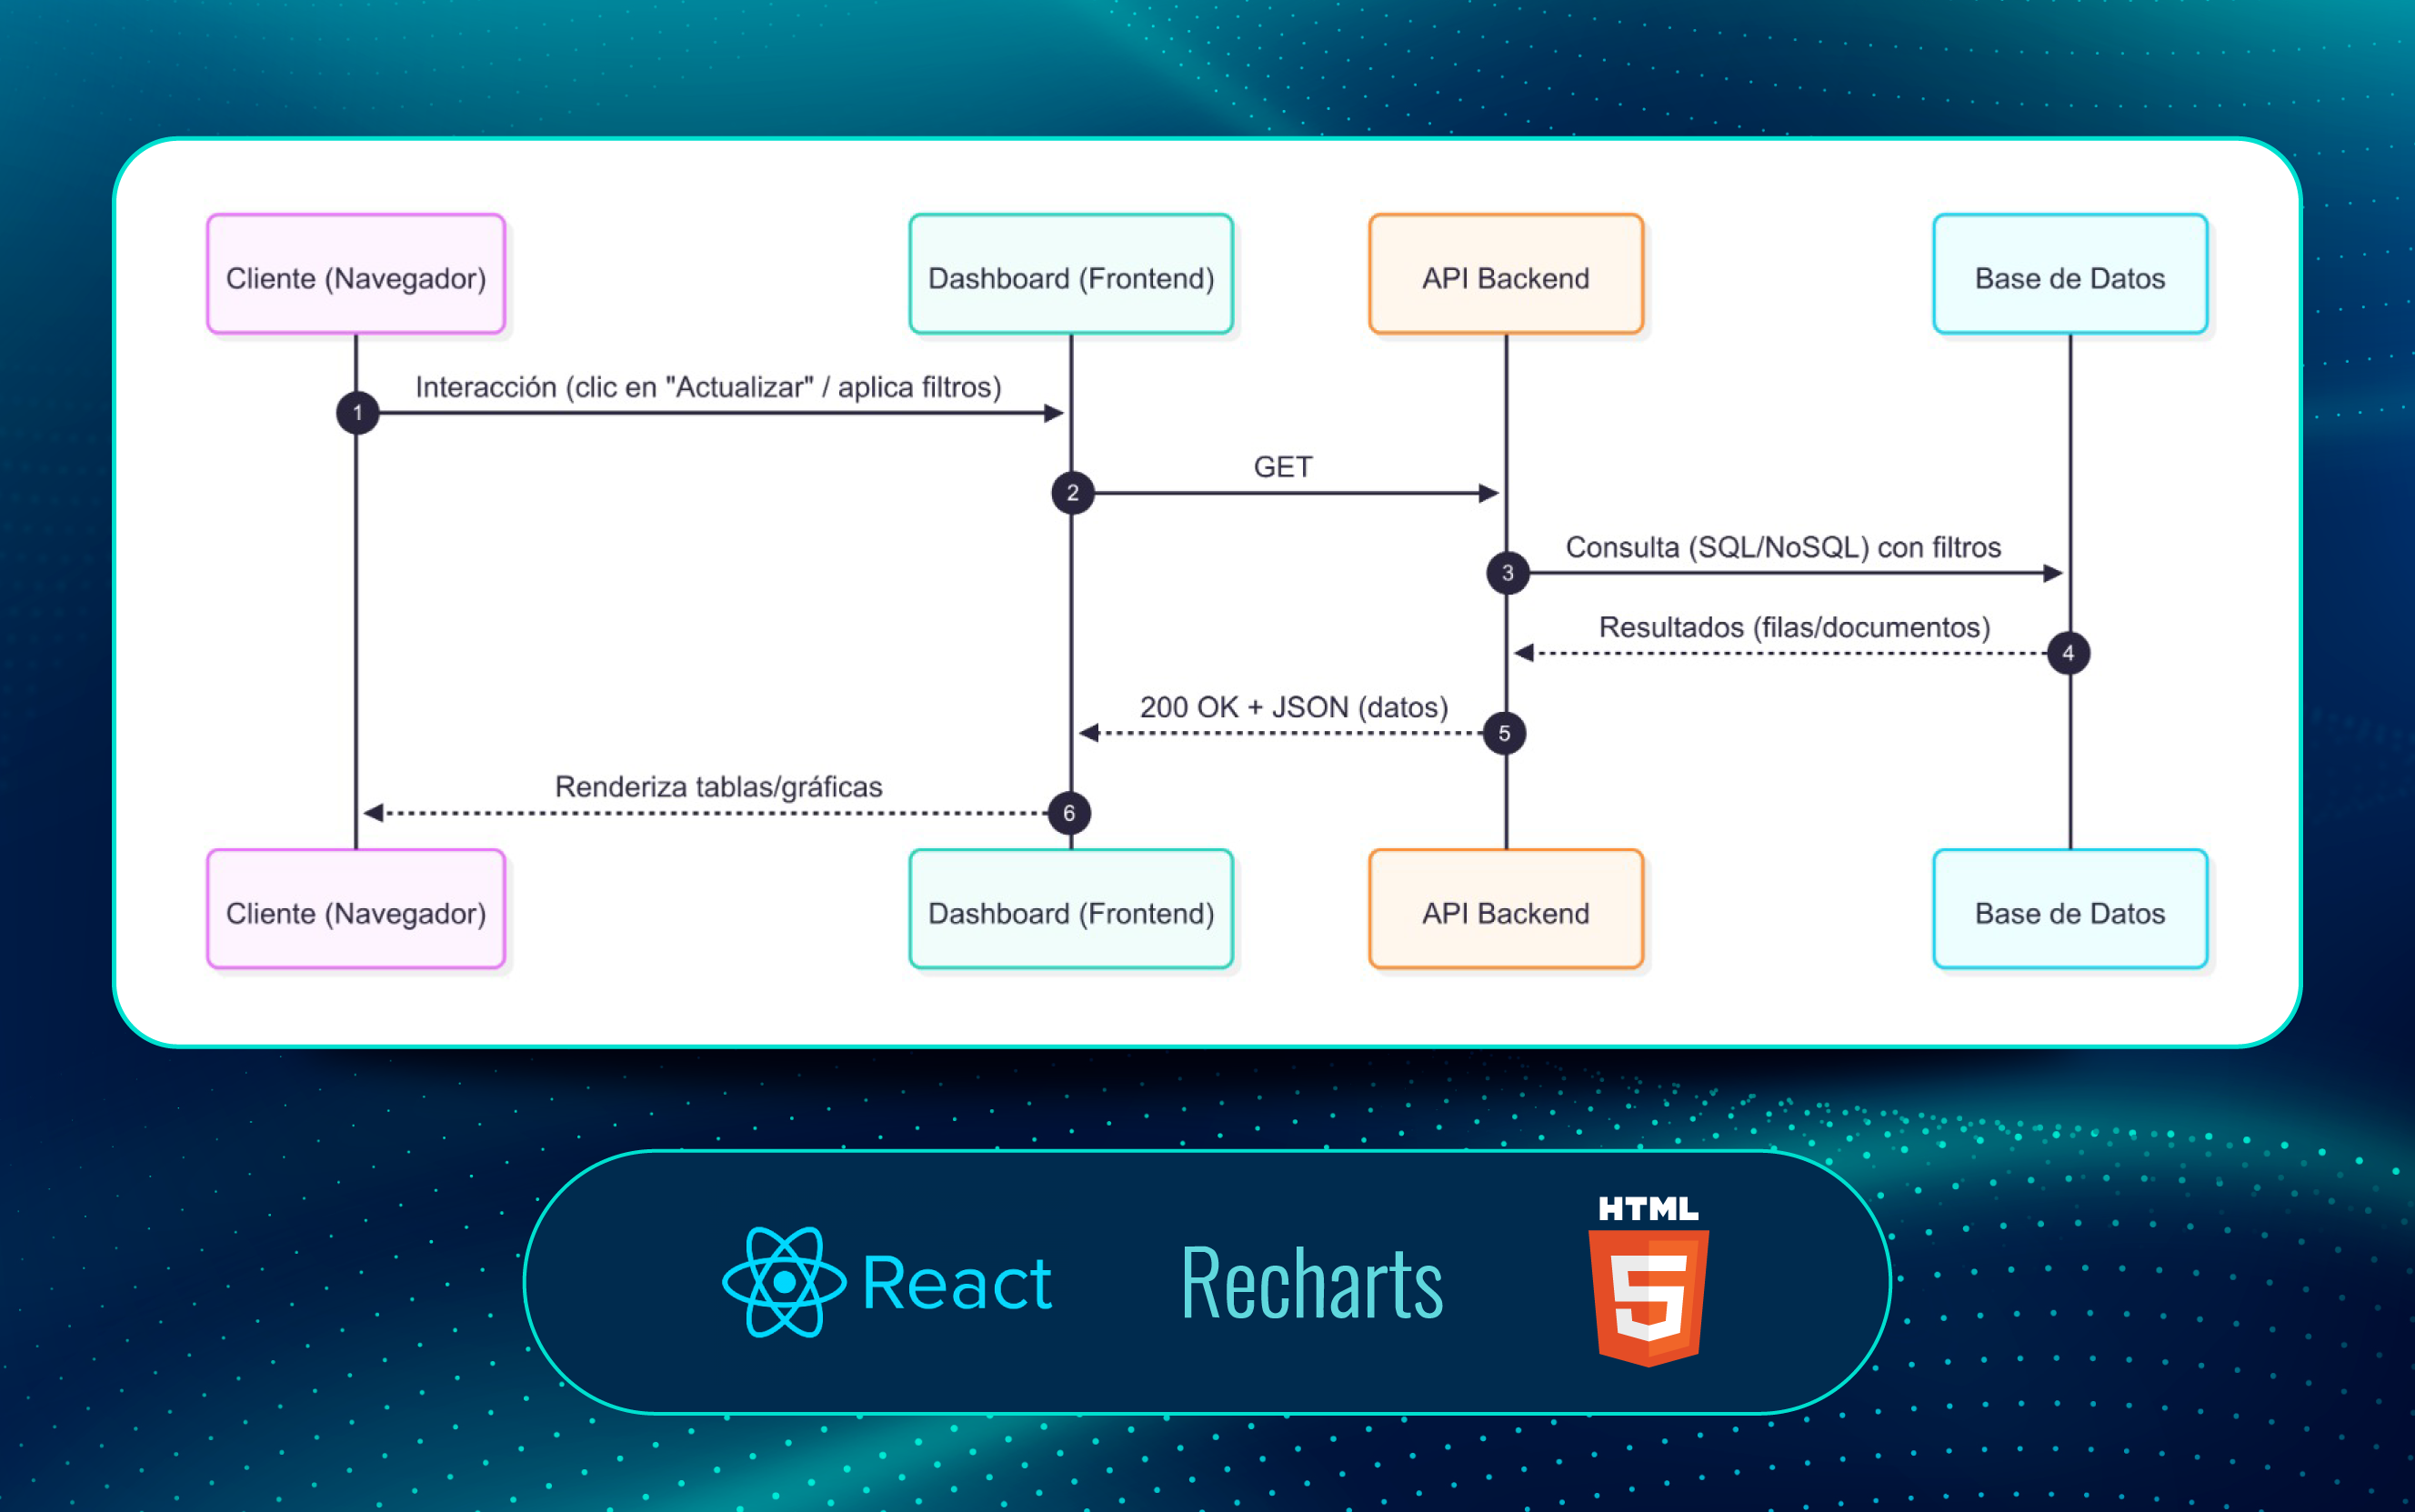 Cliente (Navegador)
Dashboard (Frontend)
API Backend
Base de Datos
Interacción (clic en "Actualizar" / aplica filtros)
1
GET
2
Consulta (SQL/NoSQL) con filtros
3
Resultados (filas/documentos)
4
200 OK + JSON (datos)
5
Renderiza tablas/gráficas
6
Cliente (Navegador)
Dashboard (Frontend)
API Backend
Base de Datos
React
Recharts
HTML
5